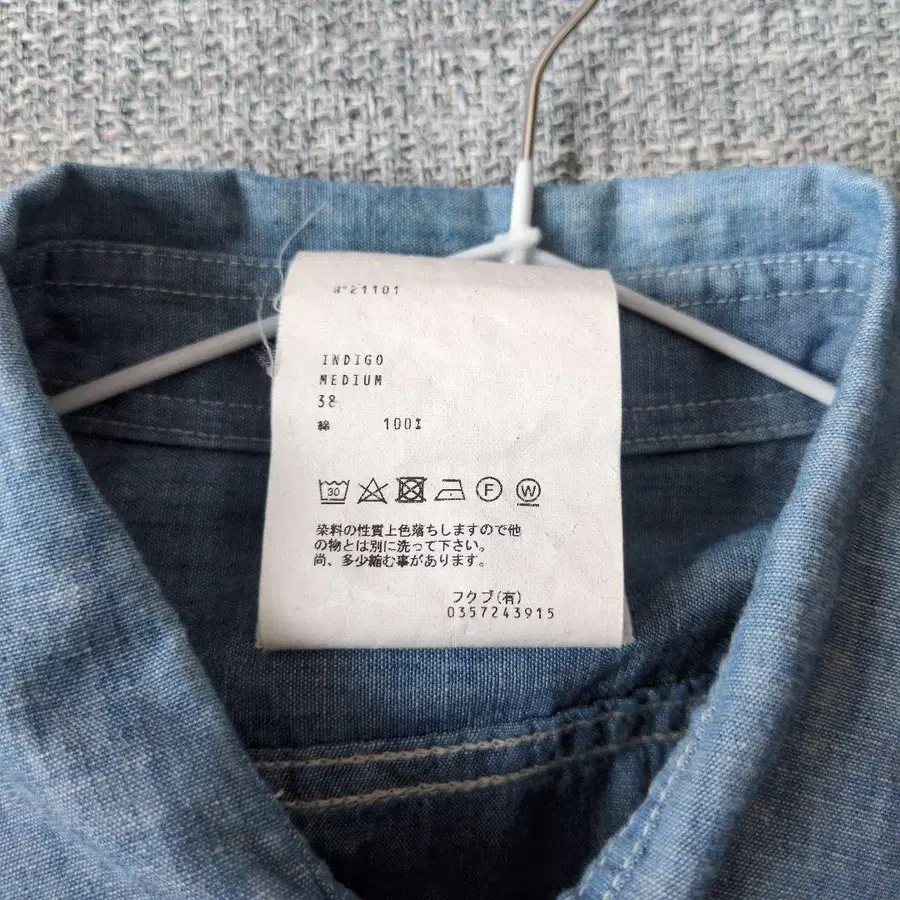 N°21101
INDIGO
MEDIUM
38
綿 100%
30 F W
染料の性質上色落ちしますので他
の物とは別に洗って下さい。
尚、多少縮む事があります。
フクブ(有)
0357243915